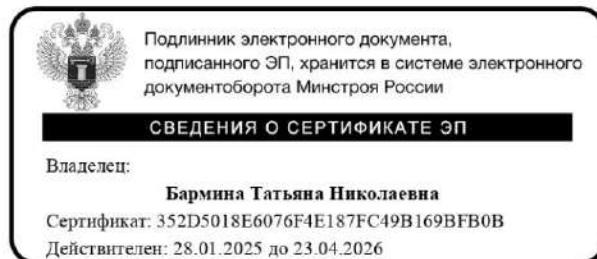 Подлинник электронного документа,
подписанного ЭП, хранится в системе электронного
документоборота Минстроя России
СВЕДЕНИЯ О СЕРТИФИКАТЕ ЭП
Владелец:
Бармина Татьяна Николаевна
Сертификат: 352D5018E6076F4E187FC49B169BFB0B
Действителен: 28.01.2025 до 23.04.2026